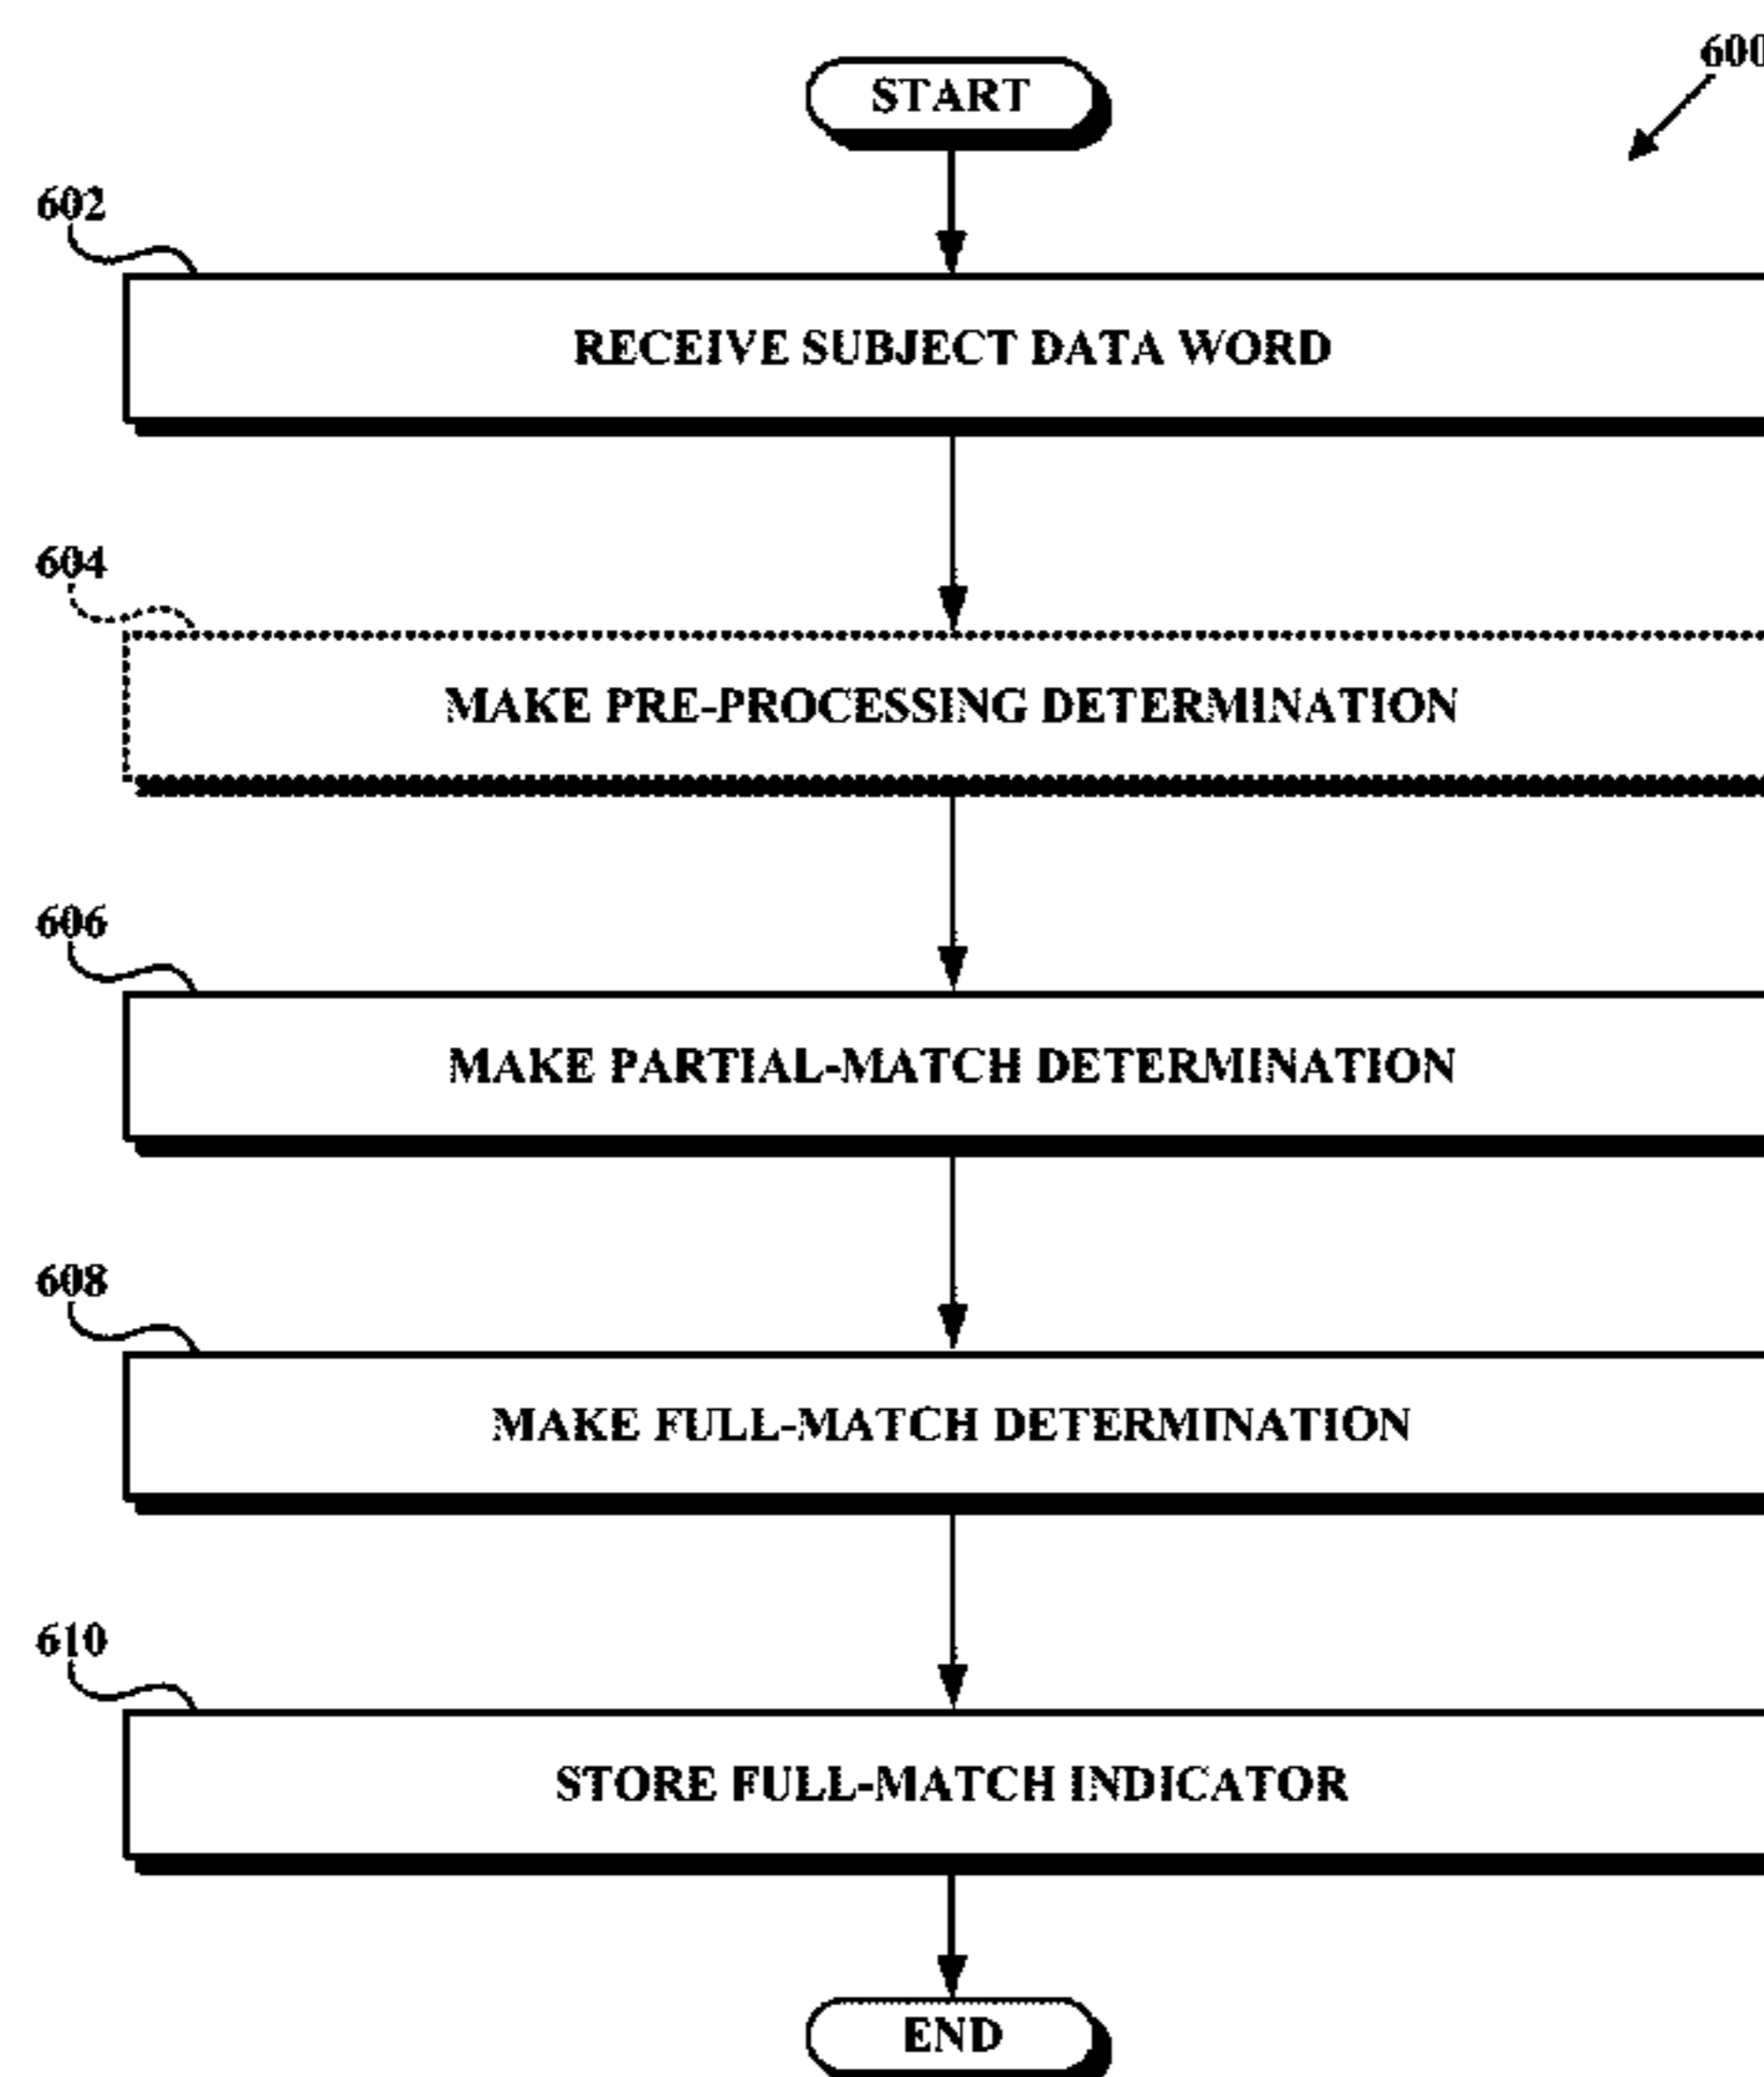 START
600
602
RECEIVE SUBJECT DATA WORD
604
MAKE PRE-PROCESSING DETERMINATION
606
MAKE PARTIAL-MATCH DETERMINATION
608
MAKE FULL-MATCH DETERMINATION
610
STORE FULL-MATCH INDICATOR
END